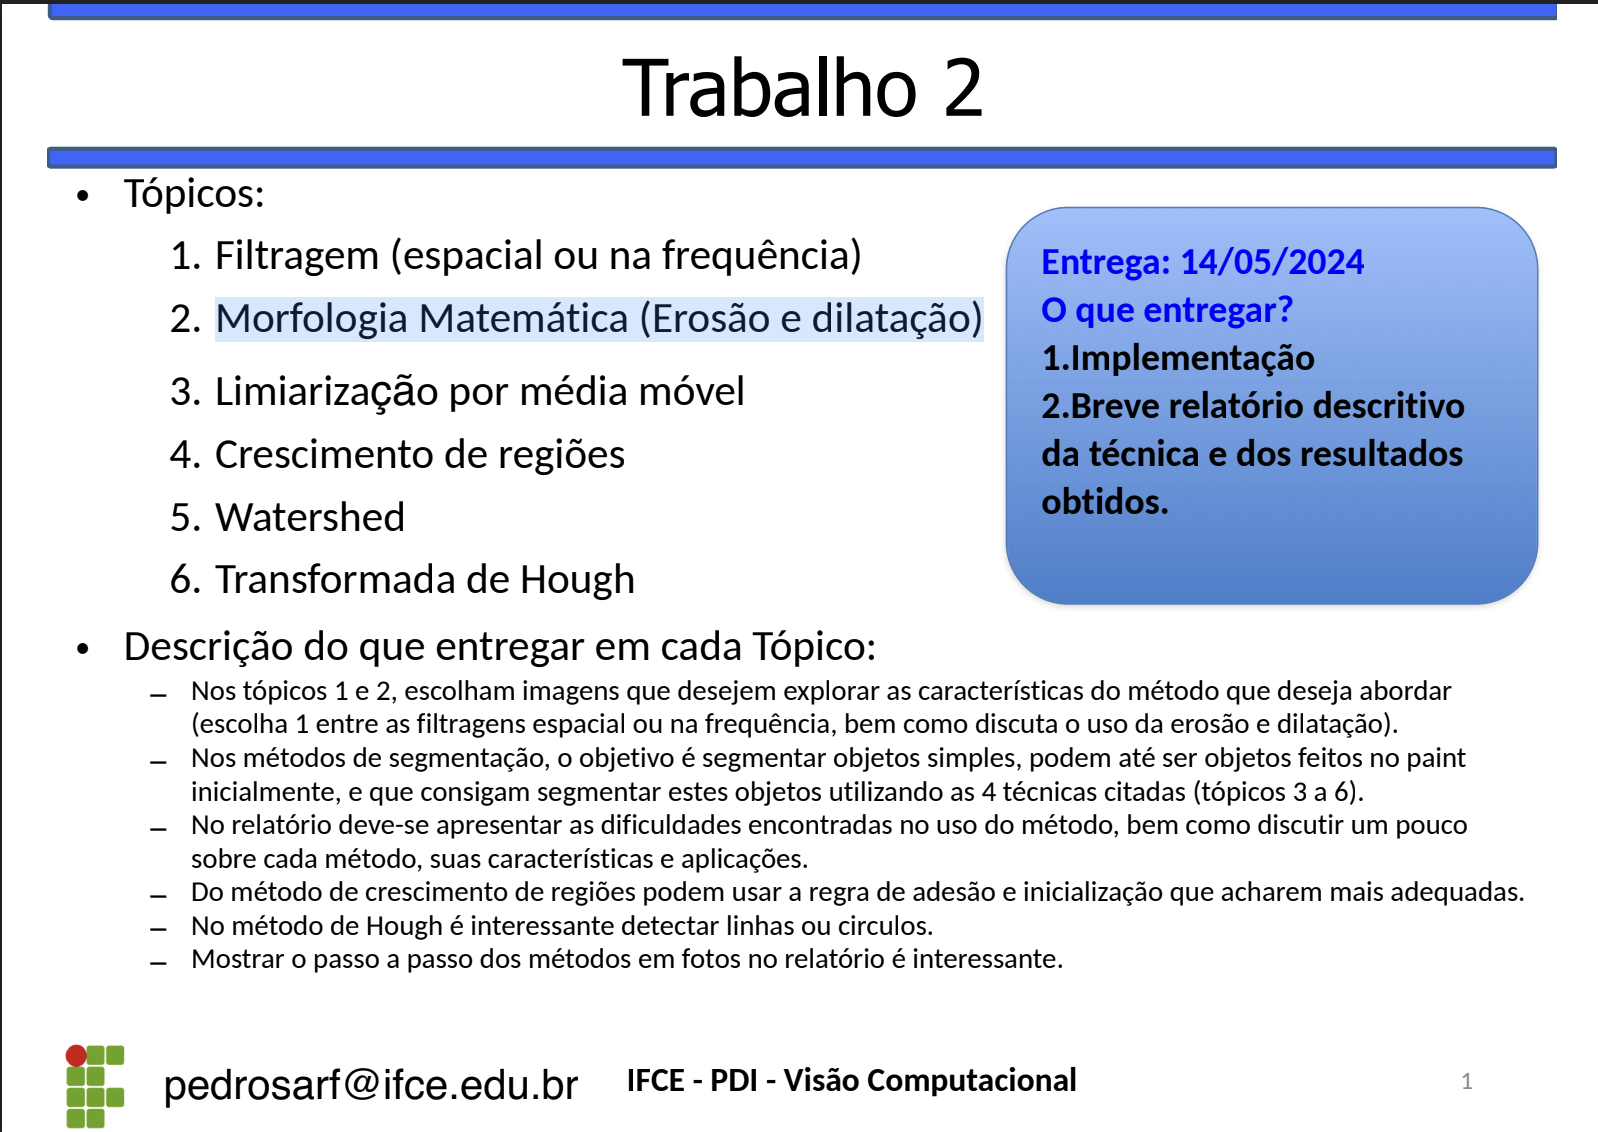 Trabalho 2
• Tópicos:
1. Filtragem (espacial ou na frequência)
2. Morfologia Matemática (Erosão e dilatação)
3. Limiarização por média móvel
4. Crescimento de regiões
5. Watershed
6. Transformada de Hough
Entrega: 14/05/2024
O que entregar?
1.Implementação
2.Breve relatório descritivo
da técnica e dos resultados
obtidos.
• Descrição do que entregar em cada Tópico:
– Nos tópicos 1 e 2, escolham imagens que desejem explorar as características do método que deseja abordar
(escolha 1 entre as filtragens espacial ou na frequência, bem como discuta o uso da erosão e dilatação).
– Nos métodos de segmentação, o objetivo é segmentar objetos simples, podem até ser objetos feitos no paint
inicialmente, e que consigam segmentar estes objetos utilizando as 4 técnicas citadas (tópicos 3 a 6).
– No relatório deve-se apresentar as dificuldades encontradas no uso do método, bem como discutir um pouco
sobre cada método, suas características e aplicações.
– Do método de crescimento de regiões podem usar a regra de adesão e inicialização que acharem mais adequadas.
– No método de Hough é interessante detectar linhas ou circulos.
– Mostrar o passo a passo dos métodos em fotos no relatório é interessante.
pedrosarf@ifce.edu.br
IFCE - PDI - Visão Computacional
1